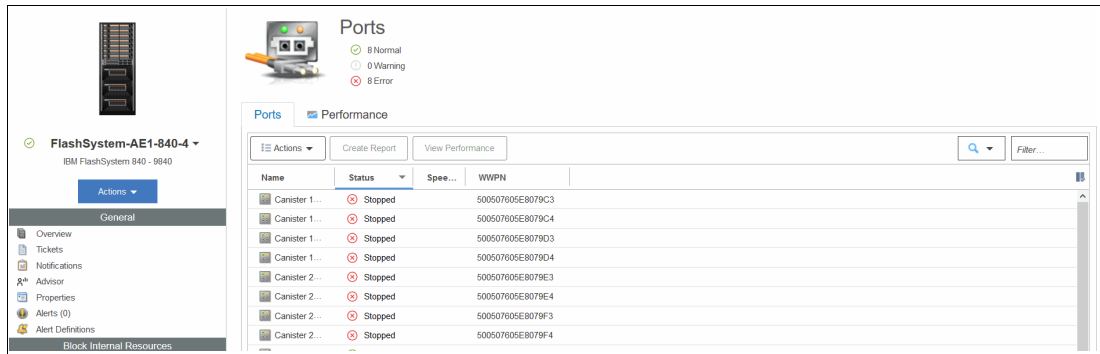 FlashSystem-AE1-840-4
IBM FlashSystem 840 - 9840
Actions
General
Overview
Tickets
Notifications
Advisor
Properties
Alerts (0)
Alert Definitions
Block Internal Resources
Ports
8 Normal
0 Warning
8 Error
Ports Performance
Actions Create Report View Performance Filter...
Name Status Spee... WWPN
Canister 1... Stopped 500507605E8079C3
Canister 1... Stopped 500507605E8079C4
Canister 1... Stopped 500507605E8079D3
Canister 1... Stopped 500507605E8079D4
Canister 2... Stopped 500507605E8079E3
Canister 2... Stopped 500507605E8079E4
Canister 2... Stopped 500507605E8079F3
Canister 2... Stopped 500507605E8079F4